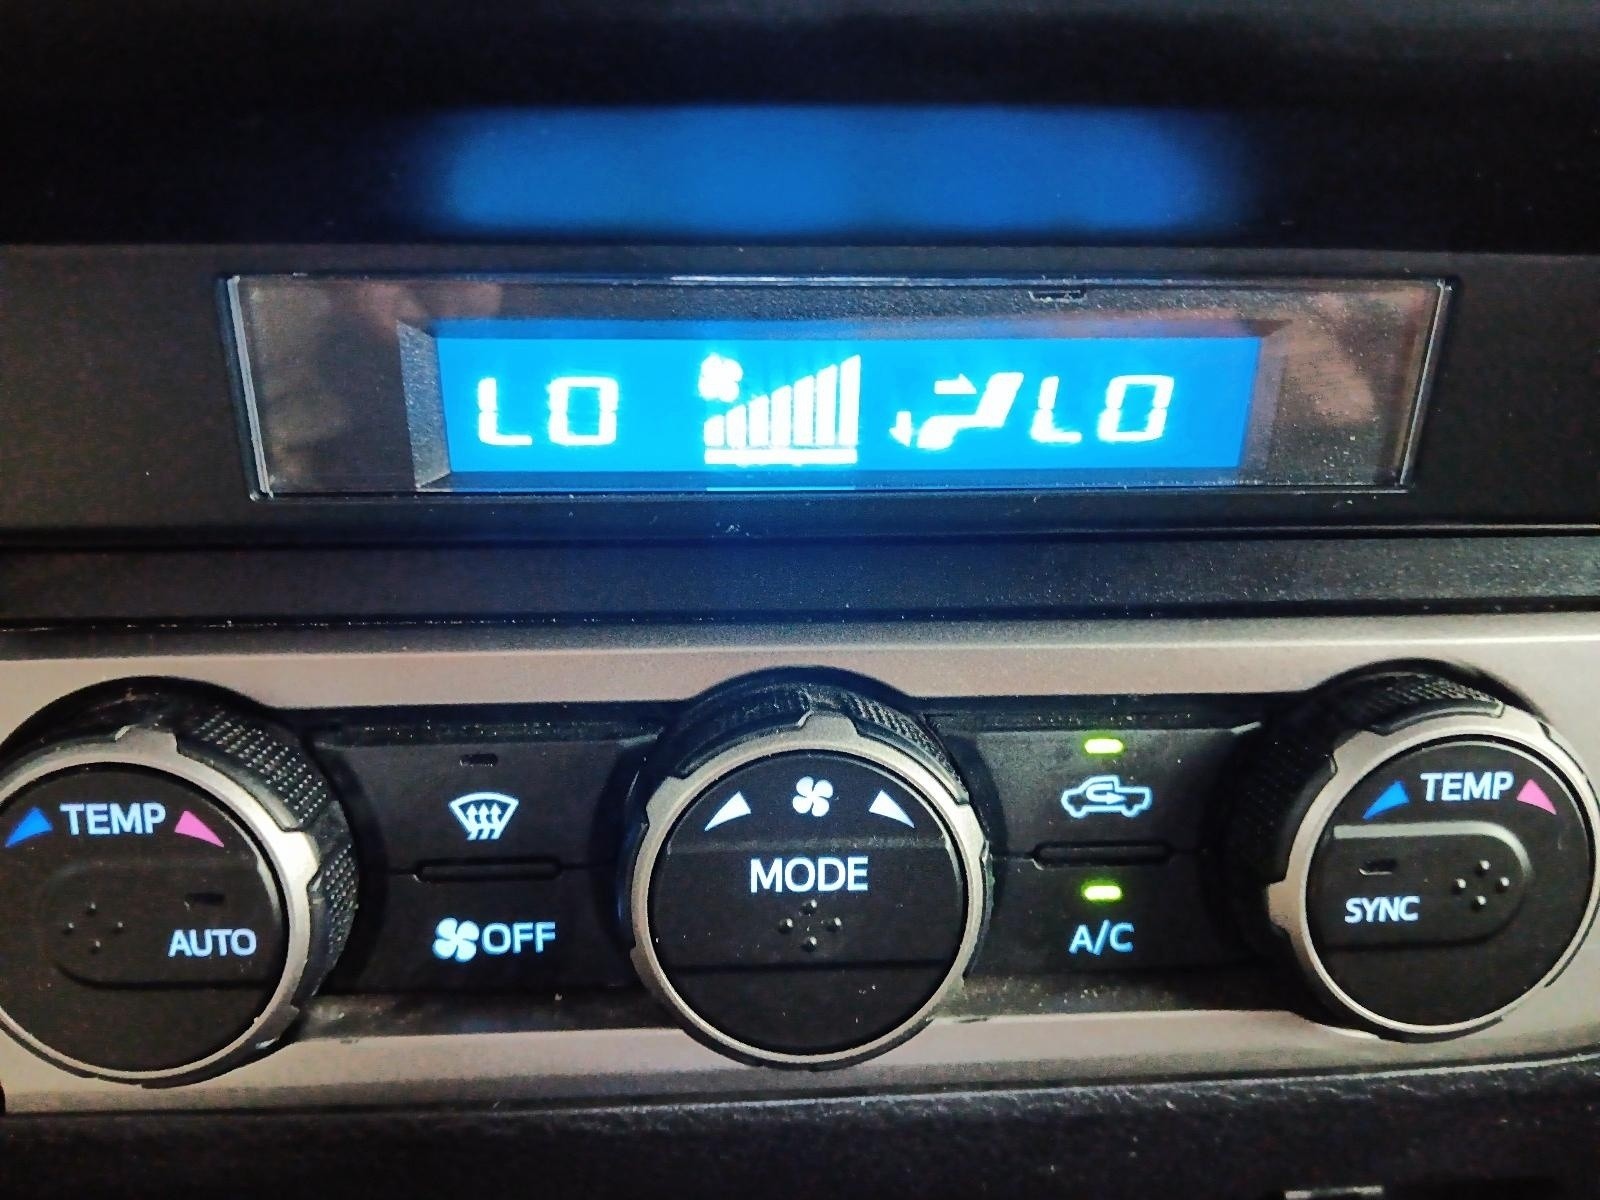 LO LO
TEMP TEMP
MODE
AUTO OFF A/C SYNC